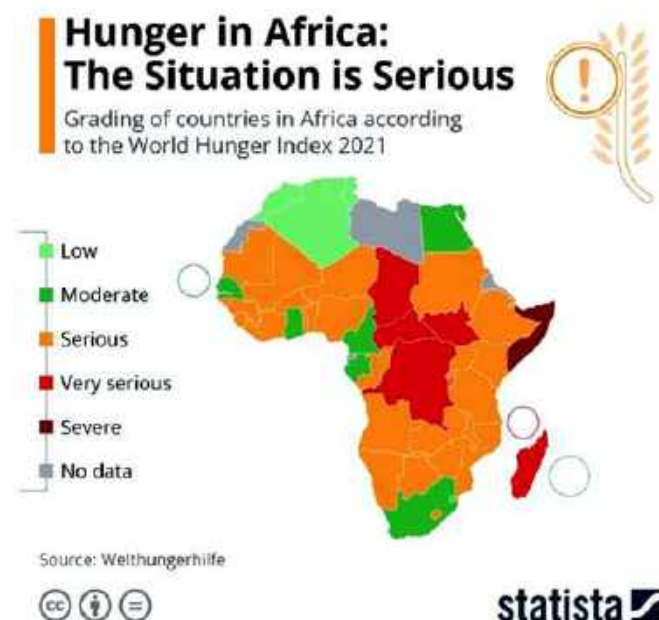 Hunger in Africa:
The Situation is Serious
Grading of countries in Africa according
to the World Hunger Index 2021
Low
Moderate
Serious
Very serious
Severe
No data
Source: Welthungerhilfe
cc
statista